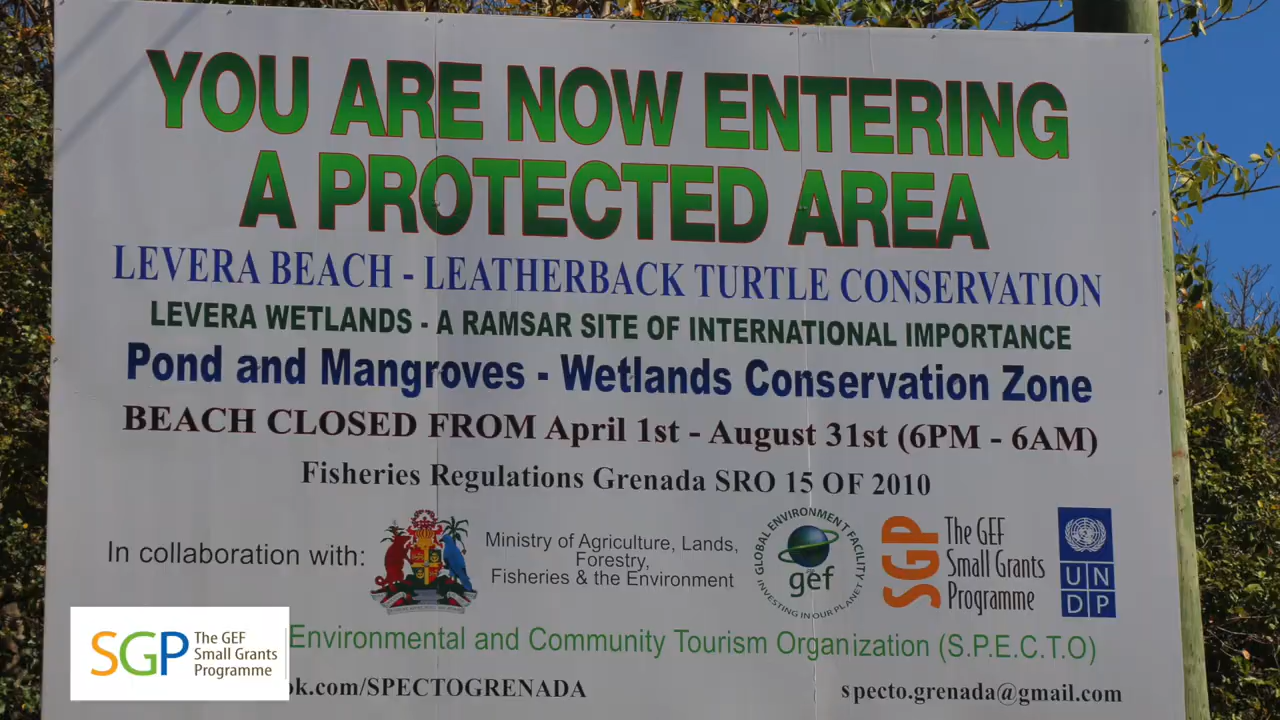 YOU ARE NOW ENTERING
A PROTECTED AREA
LEVERA BEACH - LEATHERBACK TURTLE CONSERVATION
LEVERA WETLANDS - A RAMSAR SITE OF INTERNATIONAL IMPORTANCE
Pond and Mangroves - Wetlands Conservation Zone
BEACH CLOSED FROM April 1st - August 31st (6PM - 6AM)
Fisheries Regulations Grenada SRO 15 OF 2010
In collaboration with:
Ministry of Agriculture, Lands,
Forestry,
Fisheries & the Environment
GLOBAL ENVIRONMENT FACILITY
gef
INVESTING IN OUR PLANET
SGP
The GEF
Small Grants
Programme
UN
DP
Environmental and Community Tourism Organization (S.P.E.C.T.O)
ok.com/SPECTOGRENADA
specto.grenada@gmail.com
SGP
The GEF
Small Grants
Programme